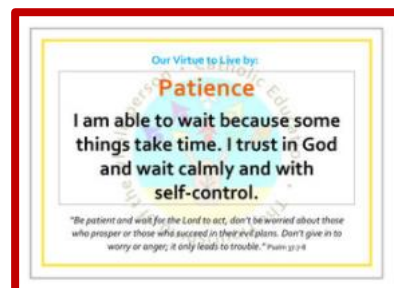 Our Virtue to Live by:
Patience
I am able to wait because some
things take time. I trust in God
and wait calmly and with
self-control.
"Be patient and wait for the Lord to act, don't be worried about those
who prosper or those who succeed in their evil plans. Don't give in to
worry or anger; it only leads to trouble." Psalm 37:7-8